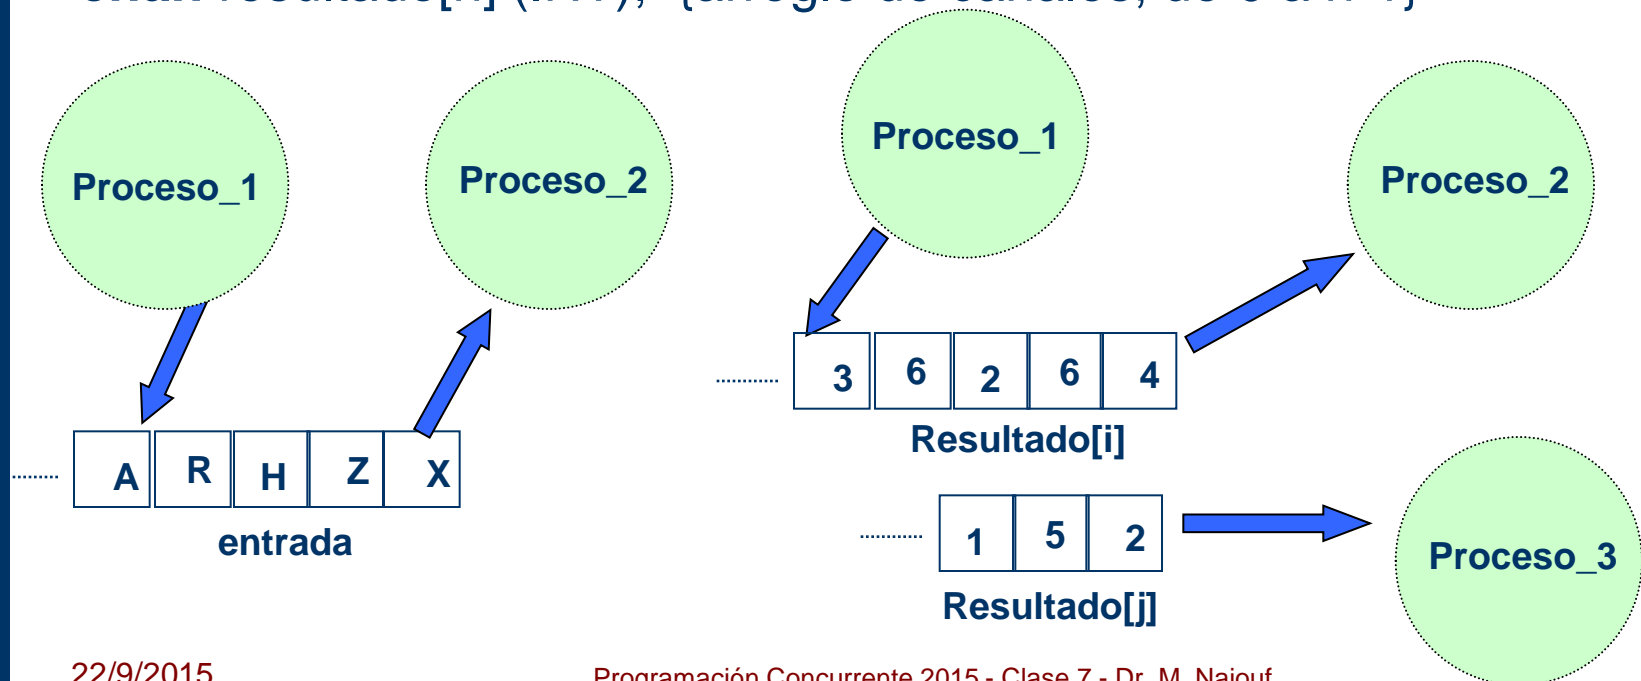 resultado[n]
Proceso_1
Proceso_2
A R H Z X
entrada
Proceso_1
Proceso_2
3 6 2 6 4
Resultado[i]
1 5 2
Resultado[j]
Proceso_3
22/9/2015
Programación Concurrente 2015 - Clase 7 - Dr. M. Naiouf